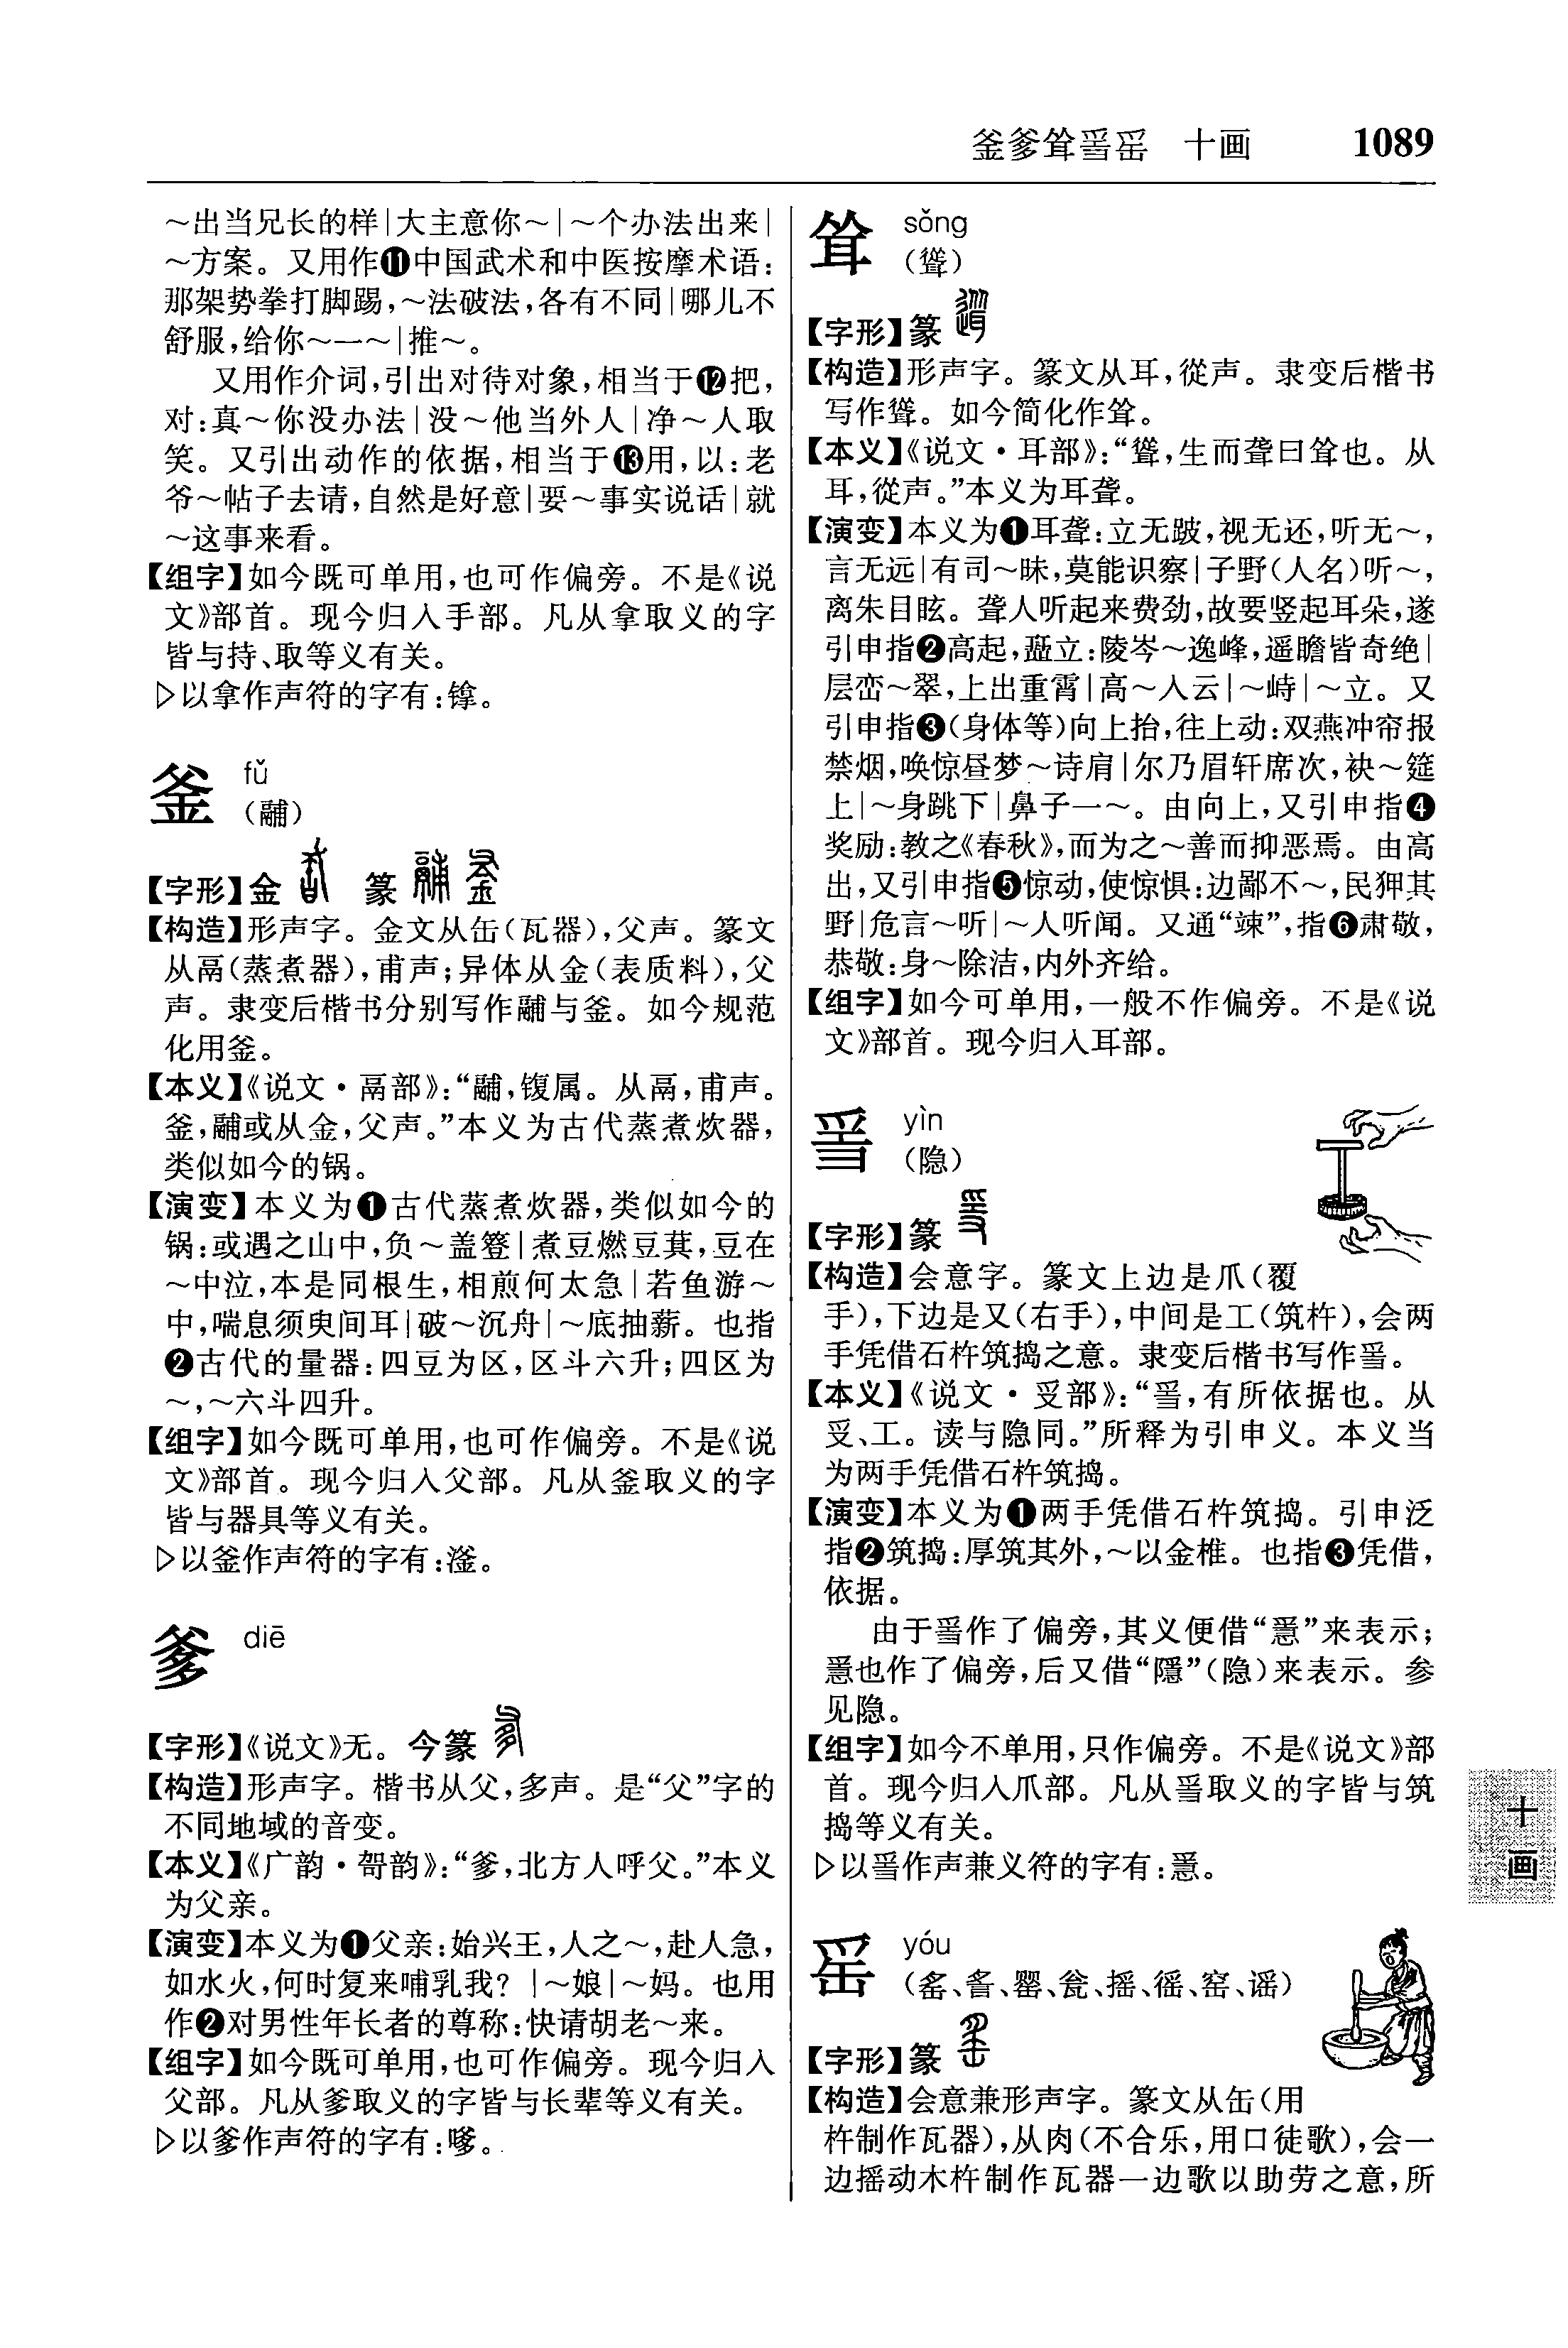 釜爹耸㥯䍃 十画 1089
～出当兄长的样|大主意你～|～个办法出来|
～方案。又用作⓫中国武术和中医按摩术语:
那架势拳打脚踢,～法破法,各有不同|哪儿不
舒服,给你～一～|推～。
又用作介词,引出对待对象,相当于⓬把,
对:真～你没办法|没～他当外人|净～人取
笑。又引出动作的依据,相当于⓭用,以:老
爷～帖子去请,自然是好意|要～事实说话|就
～这事来看。
【组字】如今既可单用,也可作偏旁。不是《说
文》部首。现今归入手部。凡从拿取义的字
皆与持、取等义有关。
▷以拿作声符的字有:镎。
釜 fǔ
(鬴)
【字形】金 篆
【构造】形声字。金文从缶(瓦器),父声。篆文
从鬲(蒸煮器),甫声;异体从金(表质料),父
声。隶变后楷书分别写作鬴与釜。如今规范
化用釜。
【本义】《说文·鬲部》:“鬴,鍑属。从鬲,甫声。
釜,鬴或从金,父声。”本义为古代蒸煮炊器,
类似如今的锅。
【演变】本义为❶古代蒸煮炊器,类似如今的
锅:或遇之山中,负～盖簦|煮豆燃豆萁,豆在
～中泣,本是同根生,相煎何太急|若鱼游～
中,喘息须臾间耳|破～沉舟|～底抽薪。也指
❷古代的量器:四豆为区,区斗六升;四区为
～,～六斗四升。
【组字】如今既可单用,也可作偏旁。不是《说
文》部首。现今归入父部。凡从釜取义的字
皆与器具等义有关。
▷以釜作声符的字有:滏。
爹 diē
【字形】《说文》无。今篆
【构造】形声字。楷书从父,多声。是“父”字的
不同地域的音变。
【本义】《广韵·哿韵》:“爹,北方人呼父。”本义
为父亲。
【演变】本义为❶父亲:始兴王,人之～,赴人急,
如水火,何时复来哺乳我?|～娘|～妈。也用
作❷对男性年长者的尊称:快请胡老～来。
【组字】如今既可单用,也可作偏旁。现今归入
父部。凡从爹取义的字皆与长辈等义有关。
▷以爹作声符的字有:嗲。
耸 sǒng
(聳)
【字形】篆
【构造】形声字。篆文从耳,從声。隶变后楷书
写作聳。如今简化作耸。
【本义】《说文·耳部》:“聳,生而聋曰耸也。从
耳,從声。”本义为耳聋。
【演变】本义为❶耳聋:立无跛,视无还,听无～,
言无远|有司～昧,莫能识察|子野(人名)听～,
离朱目眩。聋人听起来费劲,故要竖起耳朵,遂
引申指❷高起,矗立:陵岑～逸峰,遥瞻皆奇绝|
层峦～翠,上出重霄|高～入云|～峙|～立。又
引申指❸(身体等)向上抬,往上动:双燕冲帘报
禁烟,唤惊昼梦～诗肩|尔乃眉轩席次,袂～筵
上|～身跳下|鼻子一～。由向上,又引申指❹
奖励:教之《春秋》,而为之～善而抑恶焉。由高
出,又引申指❺惊动,使惊惧:边鄙不～,民狎其
野|危言～听|～人听闻。又通“竦”,指❻肃敬,
恭敬:身～除洁,内外齐给。
【组字】如今可单用,一般不作偏旁。不是《说
文》部首。现今归入耳部。
㥯 yìn
(隐)
【字形】篆
【构造】会意字。篆文上边是爪(覆
手),下边是又(右手),中间是工(筑杵),会两
手凭借石杵筑捣之意。隶变后楷书写作。
【本义】《说文·𠬪部》:“,有所依据也。从
𠬪、工。读与隐同。”所释为引申义。本义当
为两手凭借石杵筑捣。
【演变】本义为❶两手凭借石杵筑捣。引申泛
指❷筑捣:厚筑其外,～以金椎。也指❸凭借,
依据。
由于作了偏旁,其义便借“㥯”来表示;
㥯也作了偏旁,后又借“隱”(隐)来表示。参
见隐。
【组字】如今不单用,只作偏旁。不是《说文》部
首。现今归入爪部。凡从取义的字皆与筑
捣等义有关。
▷以作声兼义符的字有:㥯。
䍃 yóu
(䍃、罂、瓮、摇、徭、窑、谣)
【字形】篆
【构造】会意兼形声字。篆文从缶(用
杵制作瓦器),从肉(不合乐,用口徒歌),会一
边摇动木杵制作瓦器一边歌以助劳之意,所
十
画